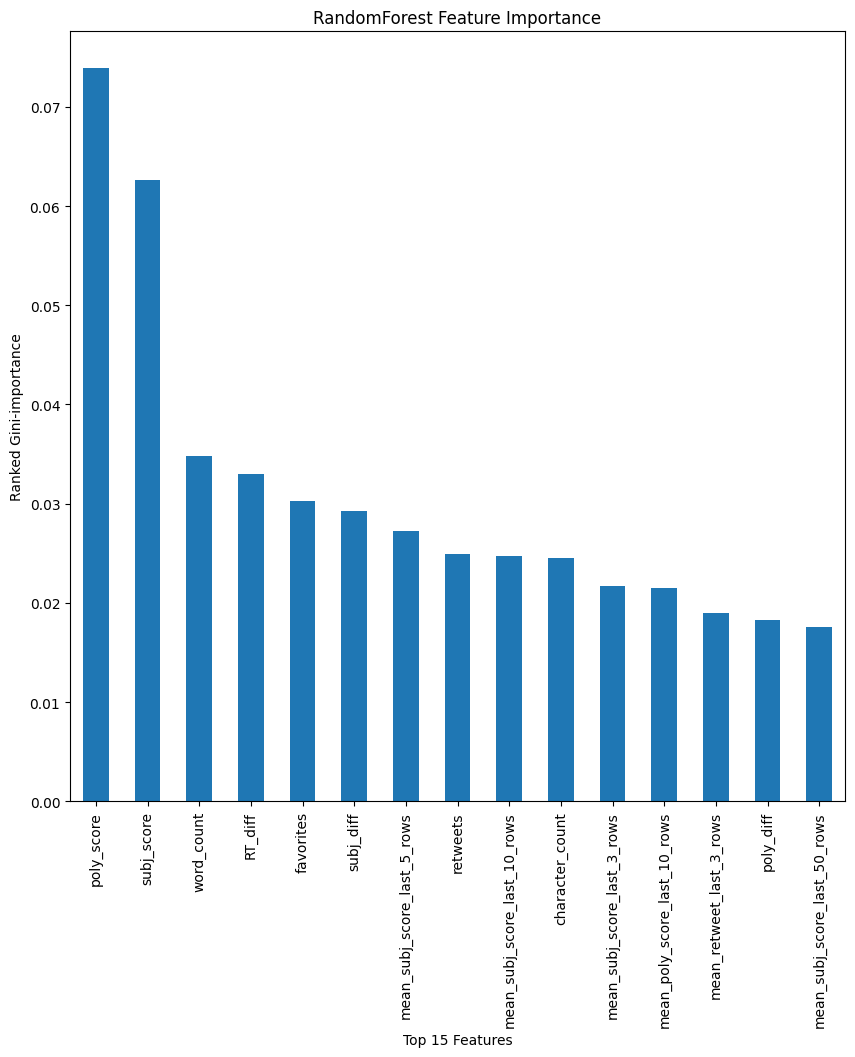 RandomForest Feature Importance
Ranked Gini-importance
0.07
0.06
0.05
0.04
0.03
0.02
0.01
0.00
poly_score
subj_score
word_count
RT_diff
favorites
subj_diff
mean_subj_score_last_5_rows
retweets
mean_subj_score_last_10_rows
character_count
mean_subj_score_last_3_rows
mean_poly_score_last_10_rows
mean_retweet_last_3_rows
poly_diff
mean_subj_score_last_50_rows
Top 15 Features